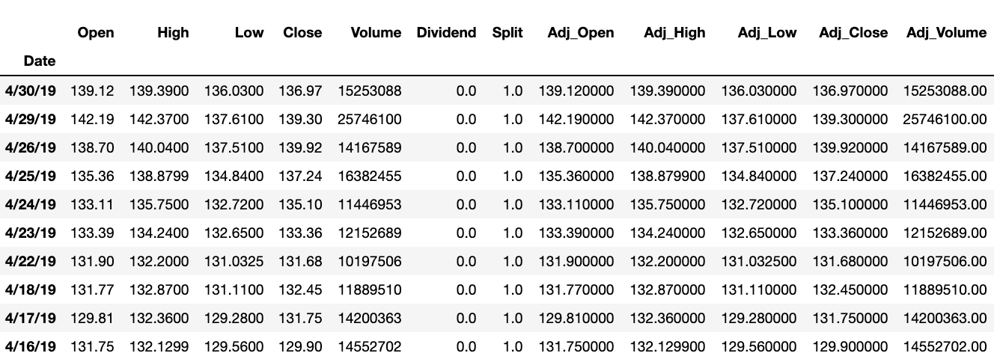 Open High Low Close Volume Dividend Split Adj_Open Adj_High Adj_Low Adj_Close Adj_Volume
Date
4/30/19 139.12 139.3900 136.0300 136.97 15253088 0.0 1.0 139.120000 139.390000 136.030000 136.970000 15253088.00
4/29/19 142.19 142.3700 137.6100 139.30 25746100 0.0 1.0 142.190000 142.370000 137.610000 139.300000 25746100.00
4/26/19 138.70 140.0400 137.5100 139.92 14167589 0.0 1.0 138.700000 140.040000 137.510000 139.920000 14167589.00
4/25/19 135.36 138.8799 134.8400 137.24 16382455 0.0 1.0 135.360000 138.879900 134.840000 137.240000 16382455.00
4/24/19 133.11 135.7500 132.7200 135.10 11446953 0.0 1.0 133.110000 135.750000 132.720000 135.100000 11446953.00
4/23/19 133.39 134.2400 132.6500 133.36 12152689 0.0 1.0 133.390000 134.240000 132.650000 133.360000 12152689.00
4/22/19 131.90 132.2000 131.0325 131.68 10197506 0.0 1.0 131.900000 132.200000 131.032500 131.680000 10197506.00
4/18/19 131.77 132.8700 131.1100 132.45 11889510 0.0 1.0 131.770000 132.870000 131.110000 132.450000 11889510.00
4/17/19 129.81 132.3600 129.2800 131.75 14200363 0.0 1.0 129.810000 132.360000 129.280000 131.750000 14200363.00
4/16/19 131.75 132.1299 129.5600 129.90 14552702 0.0 1.0 131.750000 132.129900 129.560000 129.900000 14552702.00